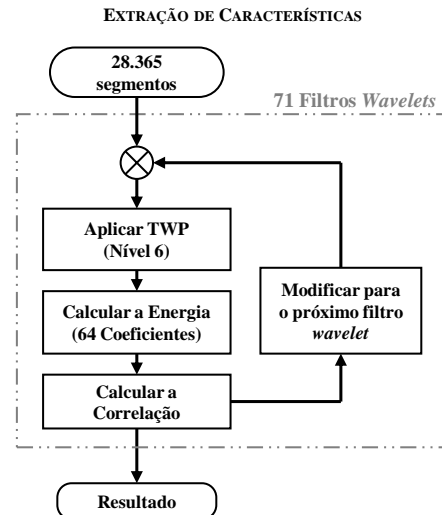 EXTRAÇÃO DE CARACTERÍSTICAS
28.365
segmentos
71 Filtros Wavelets
Aplicar TWP
(Nível 6)
Calcular a Energia
(64 Coeficientes)
Modificar para
o próximo filtro
wavelet
Calcular a
Correlação
Resultado